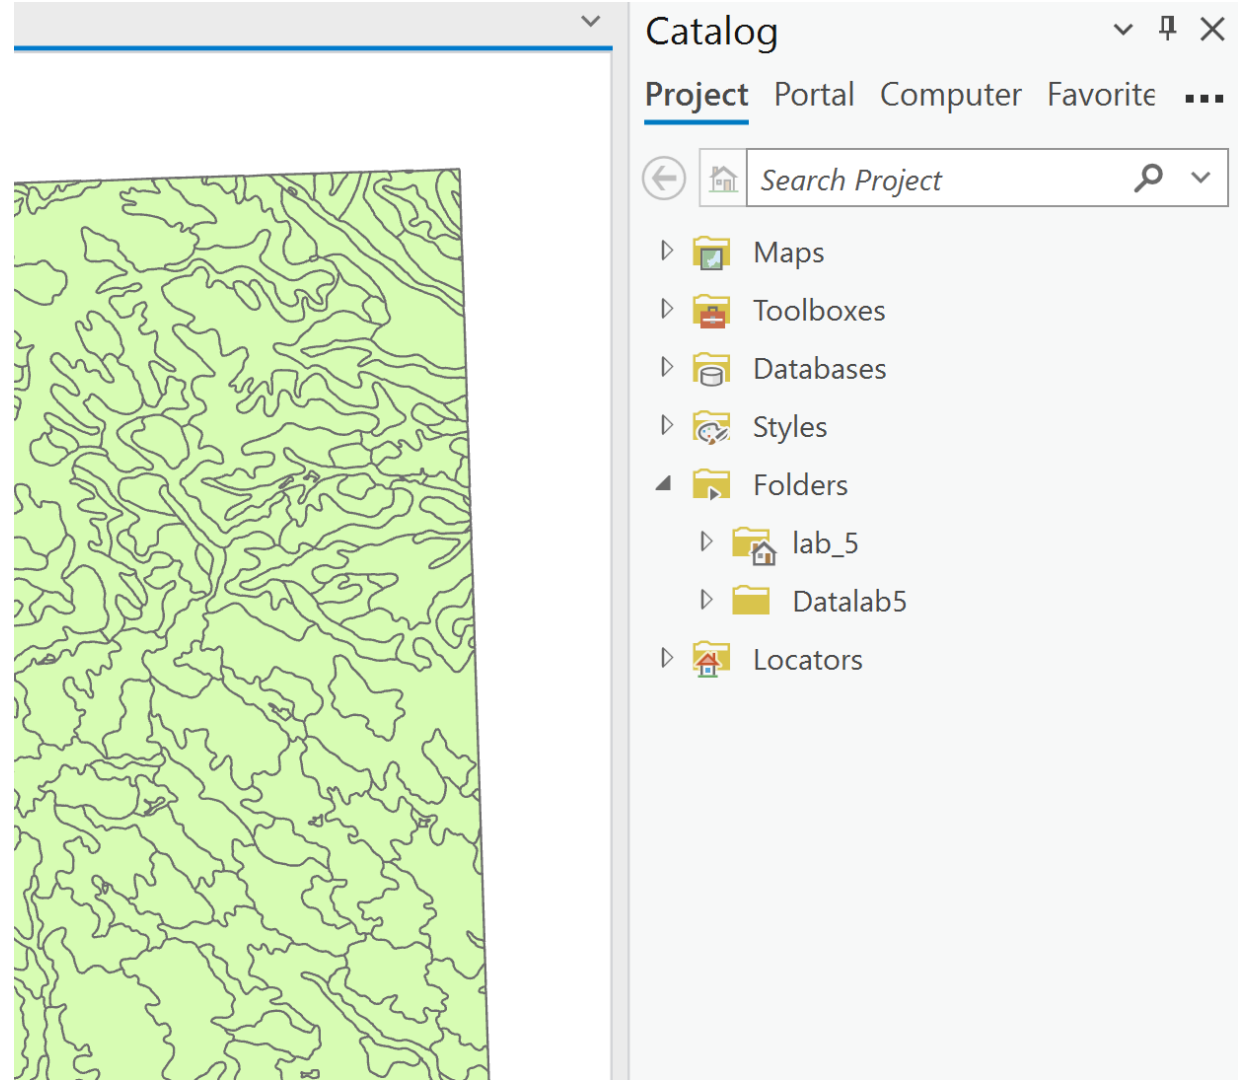 Catalog
Project Portal Computer Favorite
Search Project
Maps
Toolboxes
Databases
Styles
Folders
lab_5
Datalab5
Locators